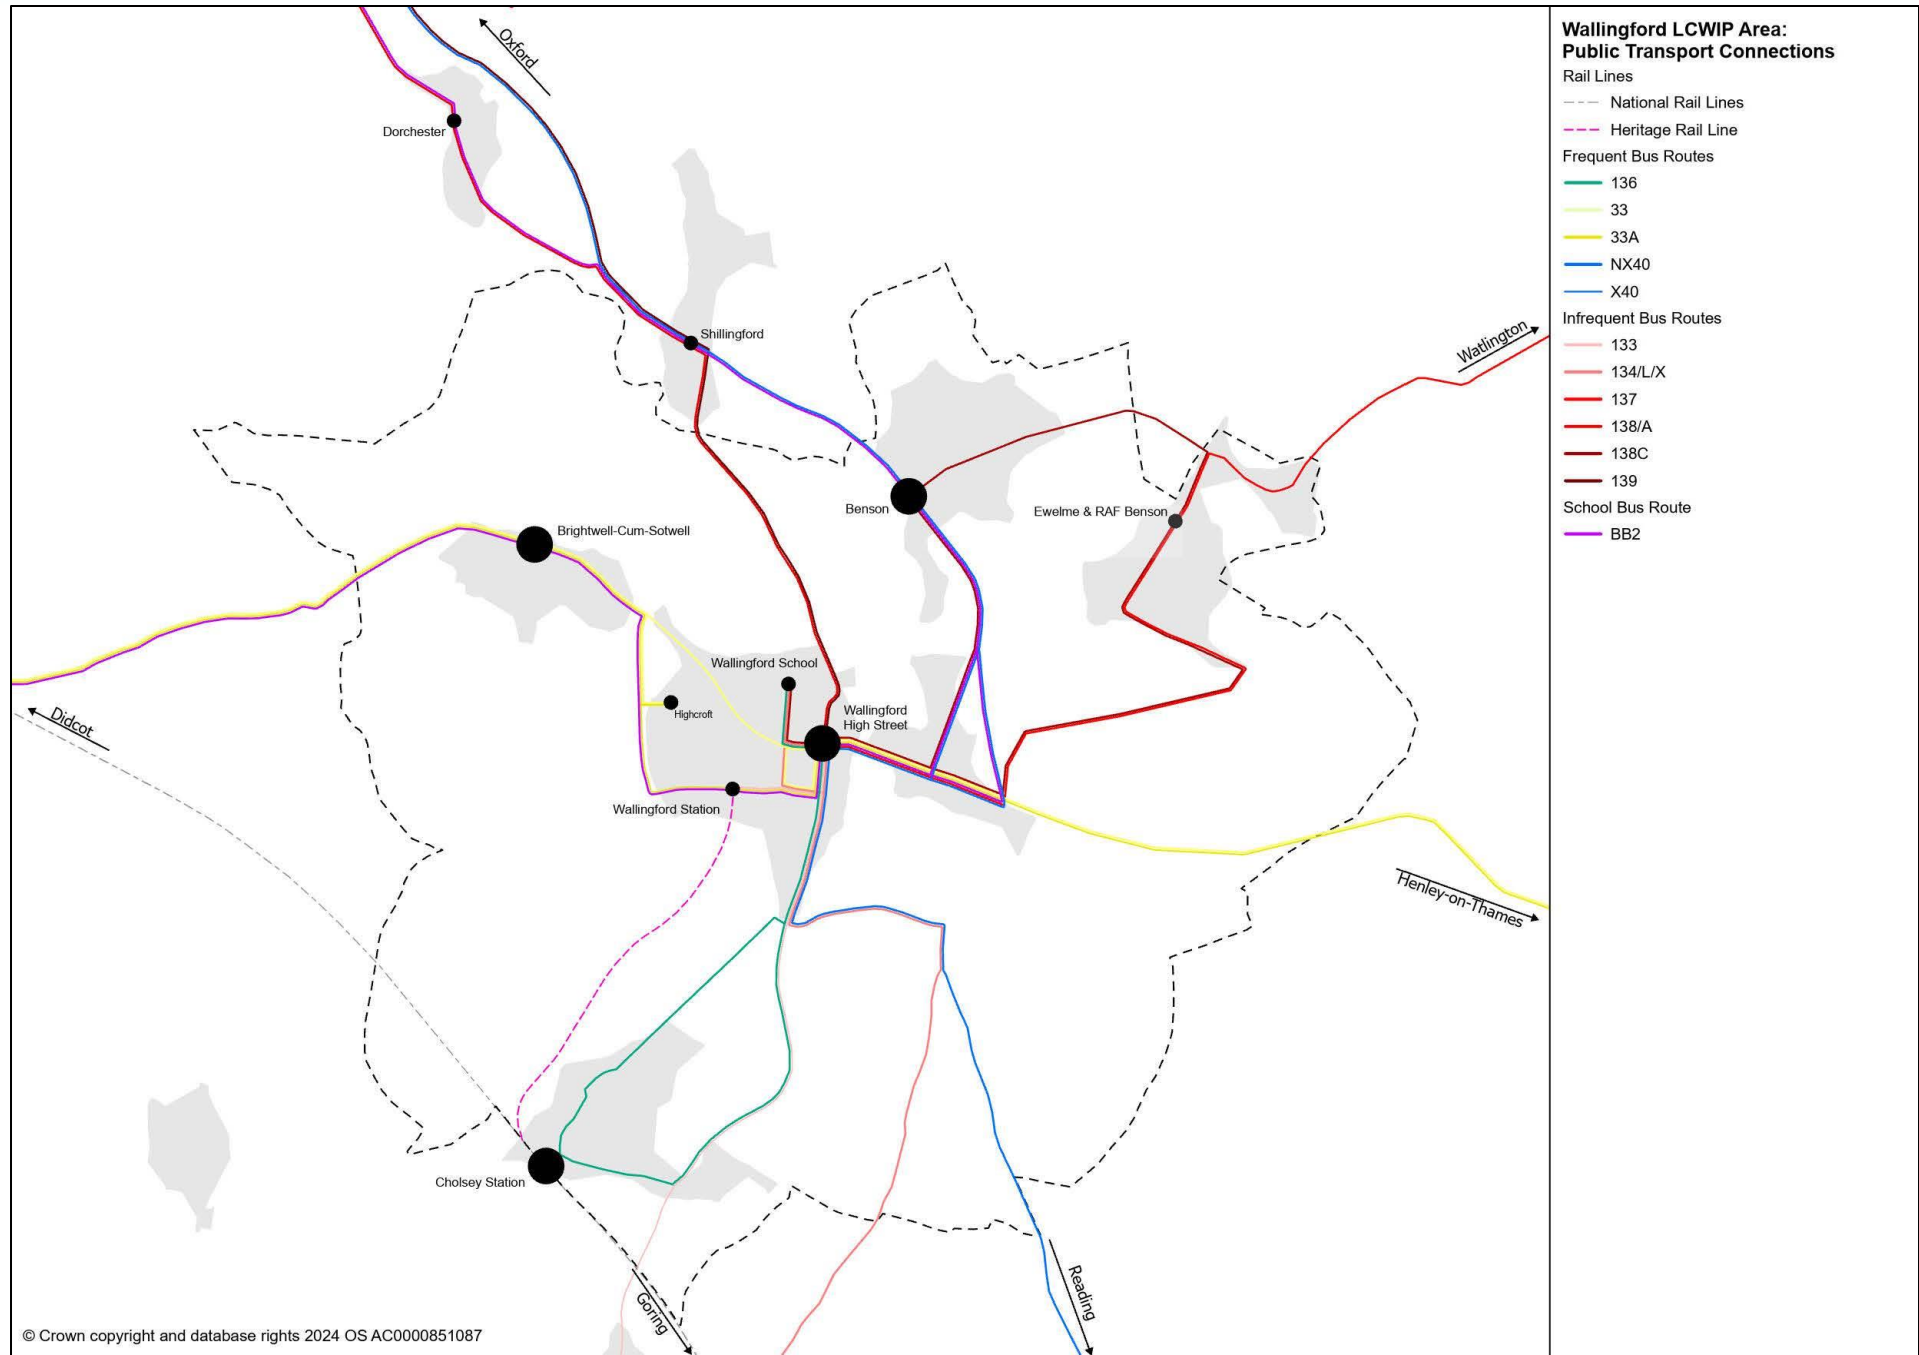 Oxford
Dorchester
Shillingford
Watlington
Benson
Ewelme & RAF Benson
Brightwell-Cum-Sotwell
Wallingford School
Highcroft
Wallingford
High Street
Didcot
Wallingford Station
Henley-on-Thames
Cholsey Station
Goring
Reading
© Crown copyright and database rights 2024 OS AC0000851087
Wallingford LCWIP Area:
Public Transport Connections
Rail Lines
National Rail Lines
Heritage Rail Line
Frequent Bus Routes
136
33
33A
NX40
X40
Infrequent Bus Routes
133
134/L/X
137
138/A
138C
139
School Bus Route
BB2